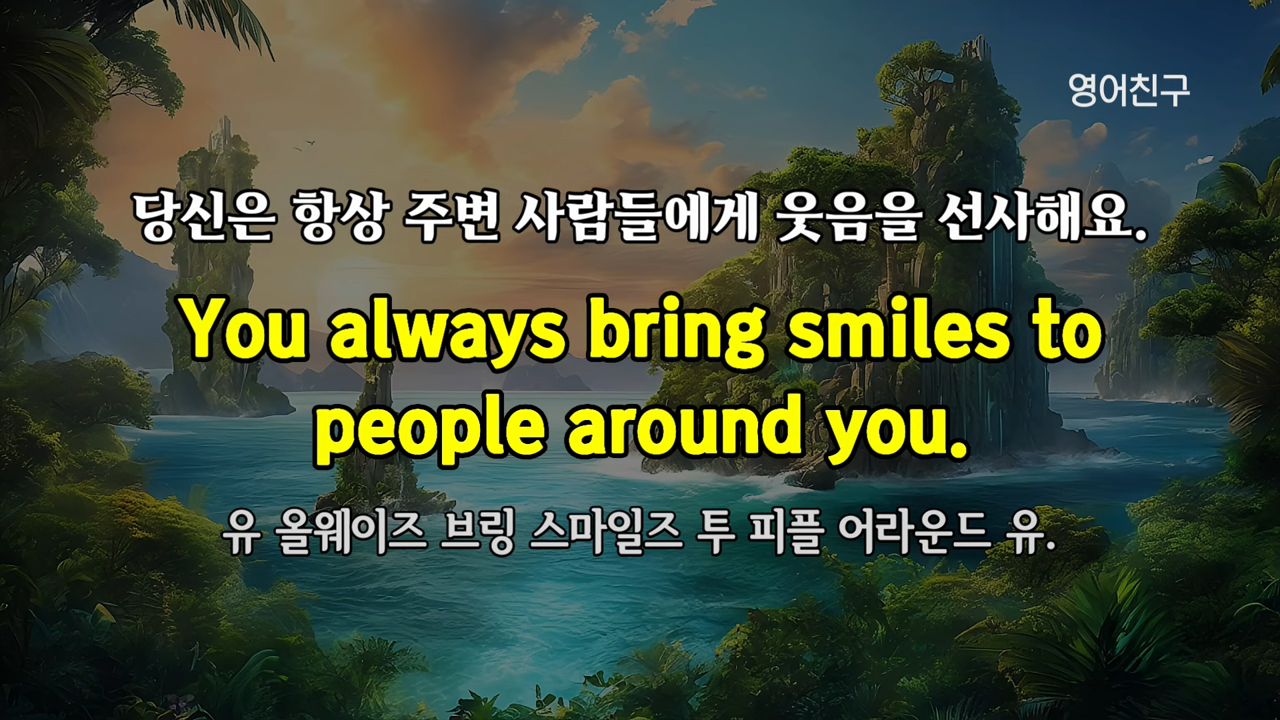 영어친구
당신은 항상 주변 사람들에게 웃음을 선사해요.
You always bring smiles to
people around you.
유 올웨이즈 브링 스마일즈 투 피플 어라운드 유.